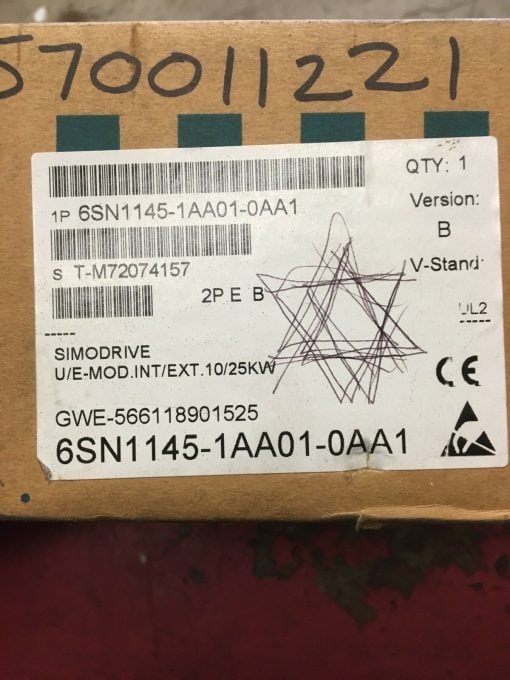 570011221
QTY: 1
1P 6SN1145-1AA01-0AA1
Version:
B
S T-M72074157
V-Stand
2P E B
UL2
SIMODRIVE
U/E-MOD.INT/EXT.10/25KW
CE
GWE-566118901525
6SN1145-1AA01-0AA1